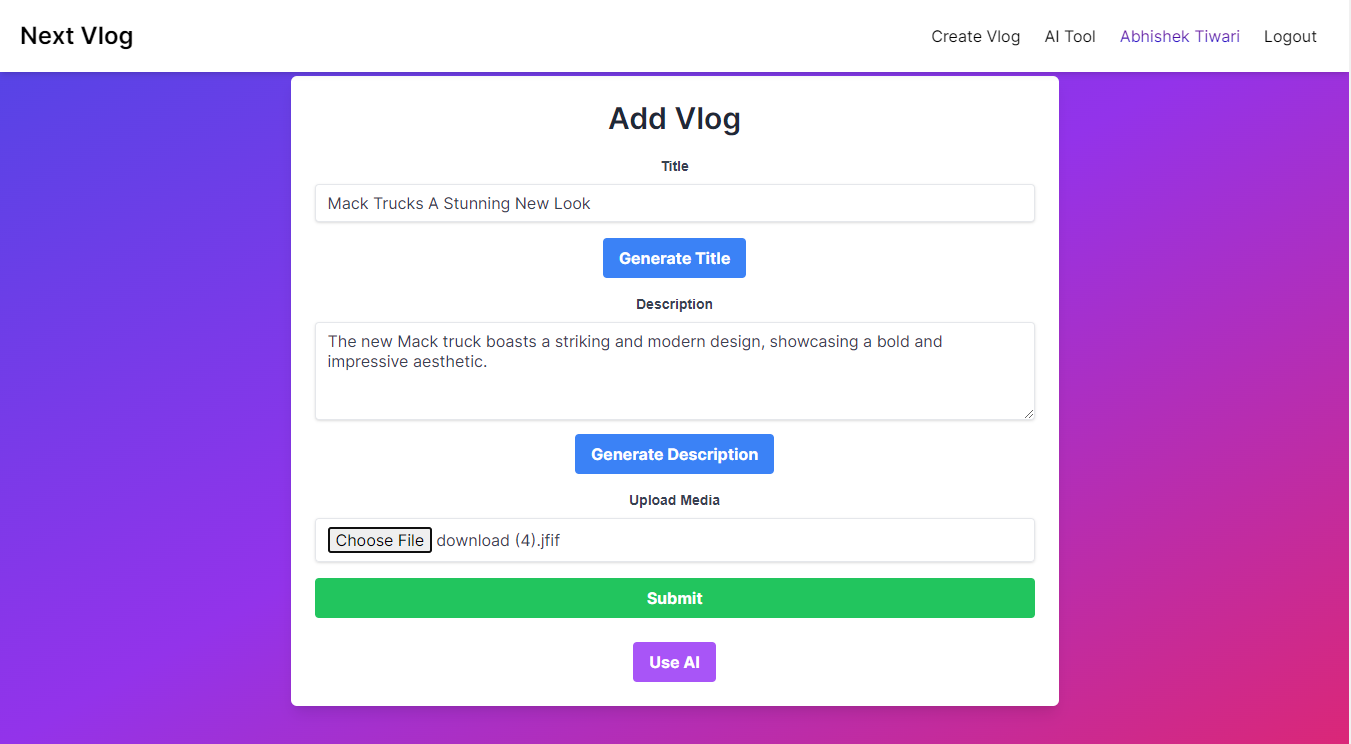 Next Vlog
Create Vlog
AI Tool
Abhishek Tiwari
Logout
Add Vlog
Title
Mack Trucks A Stunning New Look
Generate Title
Description
The new Mack truck boasts a striking and modern design, showcasing a bold and
impressive aesthetic.
Generate Description
Upload Media
Choose File download (4).jfif
Submit
Use AI